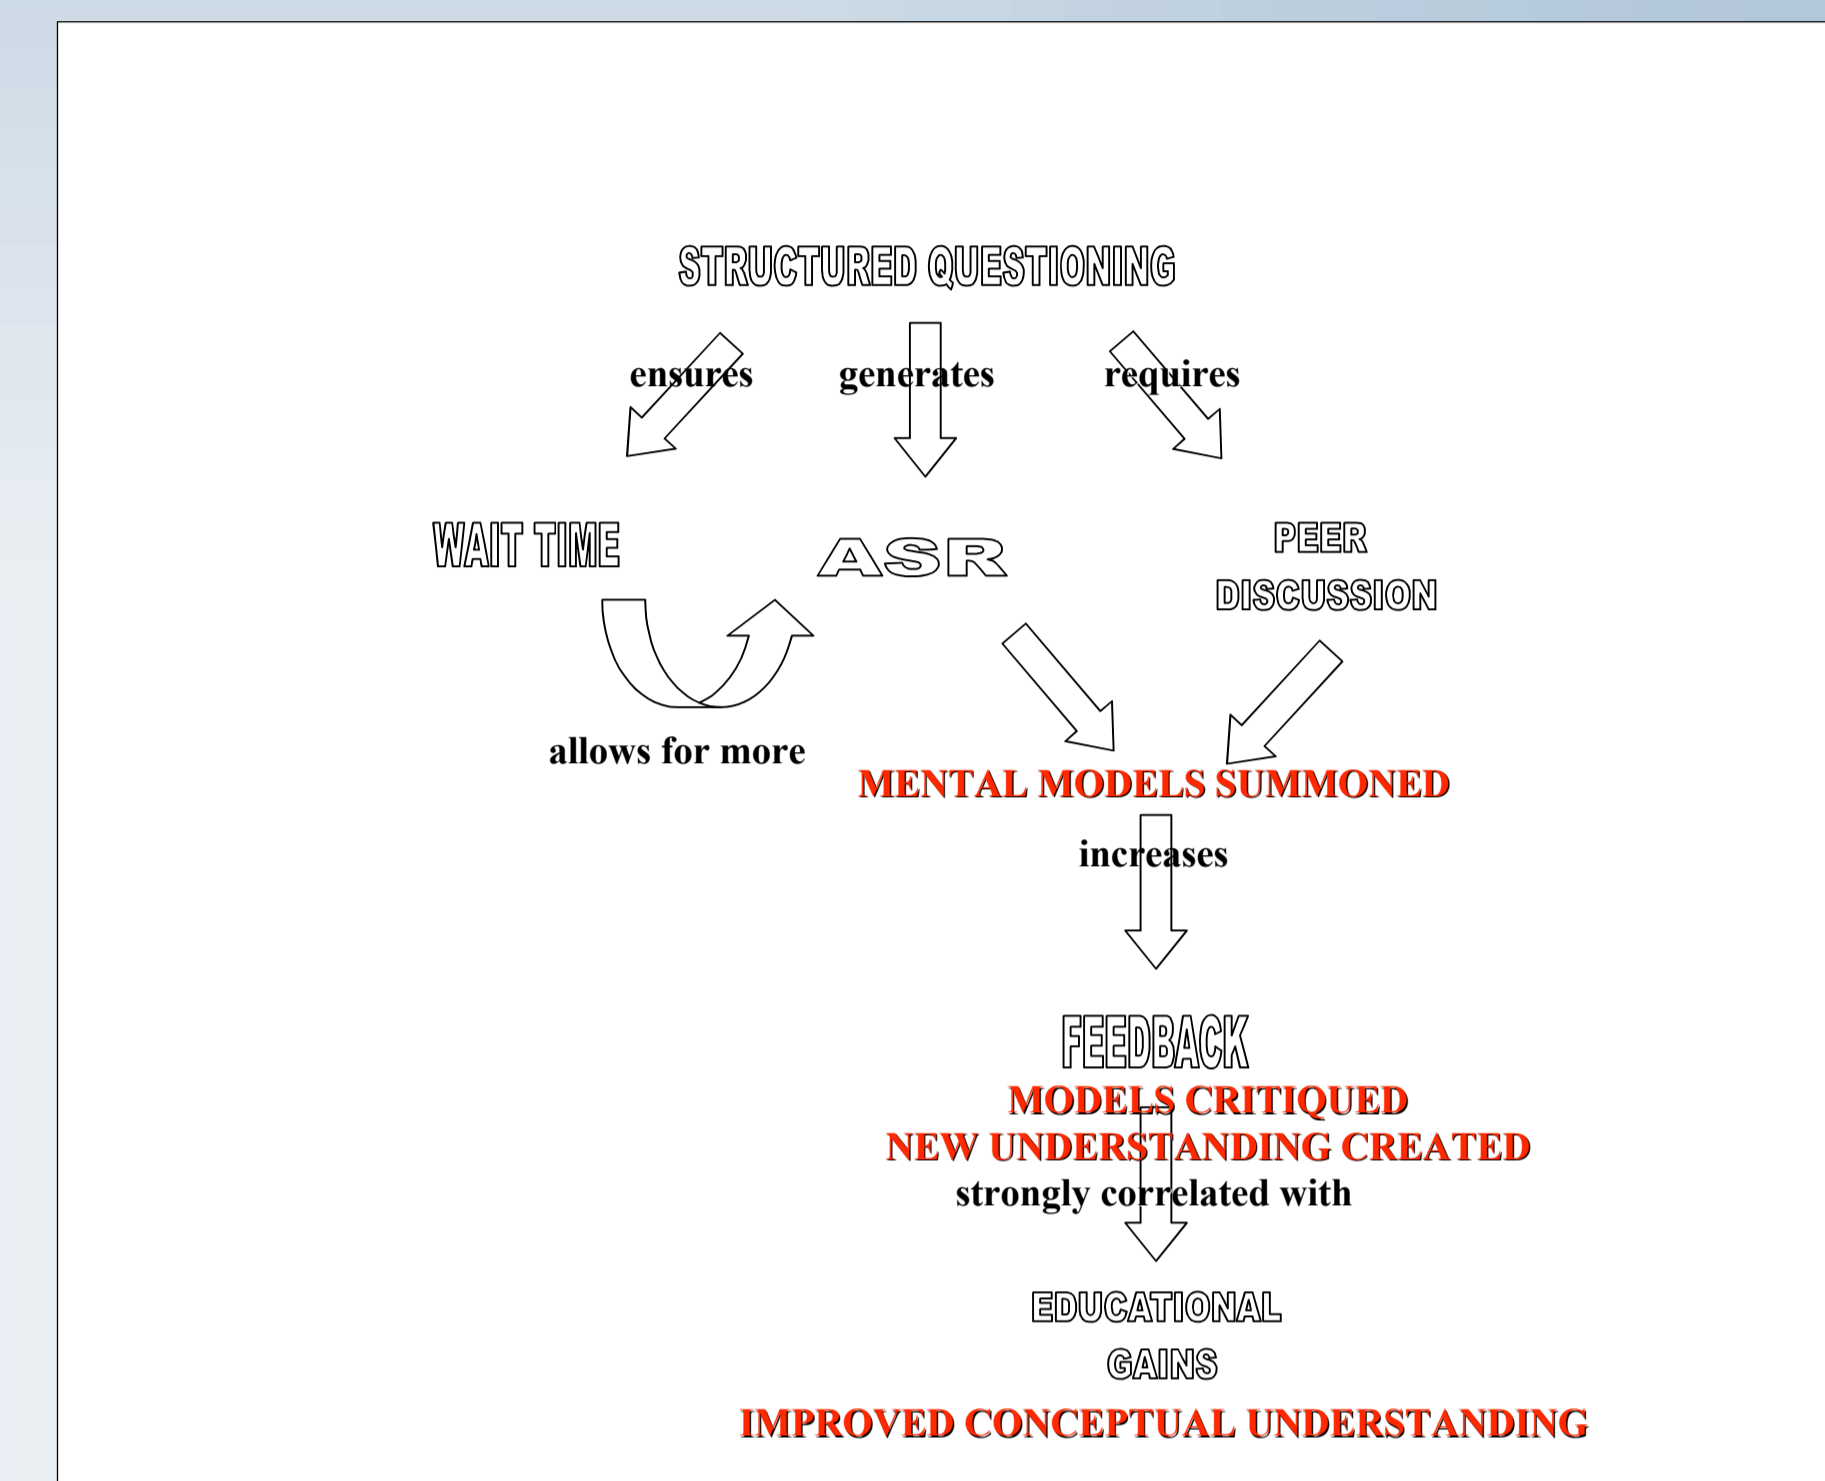 STRUCTURED QUESTIONING
ensures generates requires
WAIT TIME
ASR
PEER
DISCUSSION
allows for more
MENTAL MODELS SUMMONED
increases
FEEDBACK
MODELS CRITIQUED
NEW UNDERSTANDING CREATED
strongly correlated with
EDUCATIONAL
GAINS
IMPROVED CONCEPTUAL UNDERSTANDING